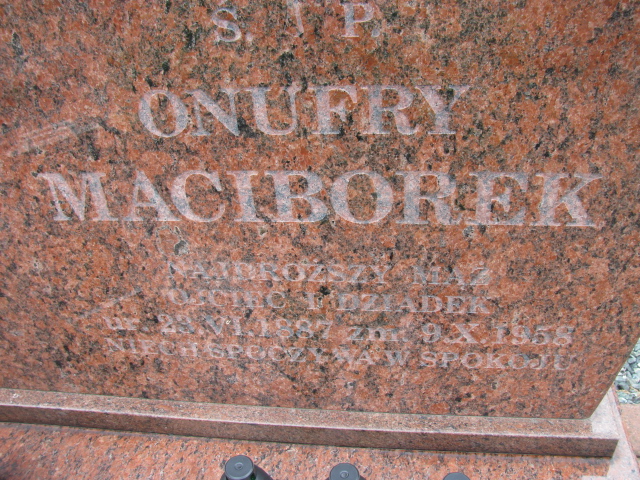 S. P.
ONUFRY
MACIBOREK
NAJDROŻSZY MĄŻ
OJCIEC I DZIADEK
ur. 28.VI.1887 zm. 9.X.1958
NIECH SPOCZYWA W SPOKOJU